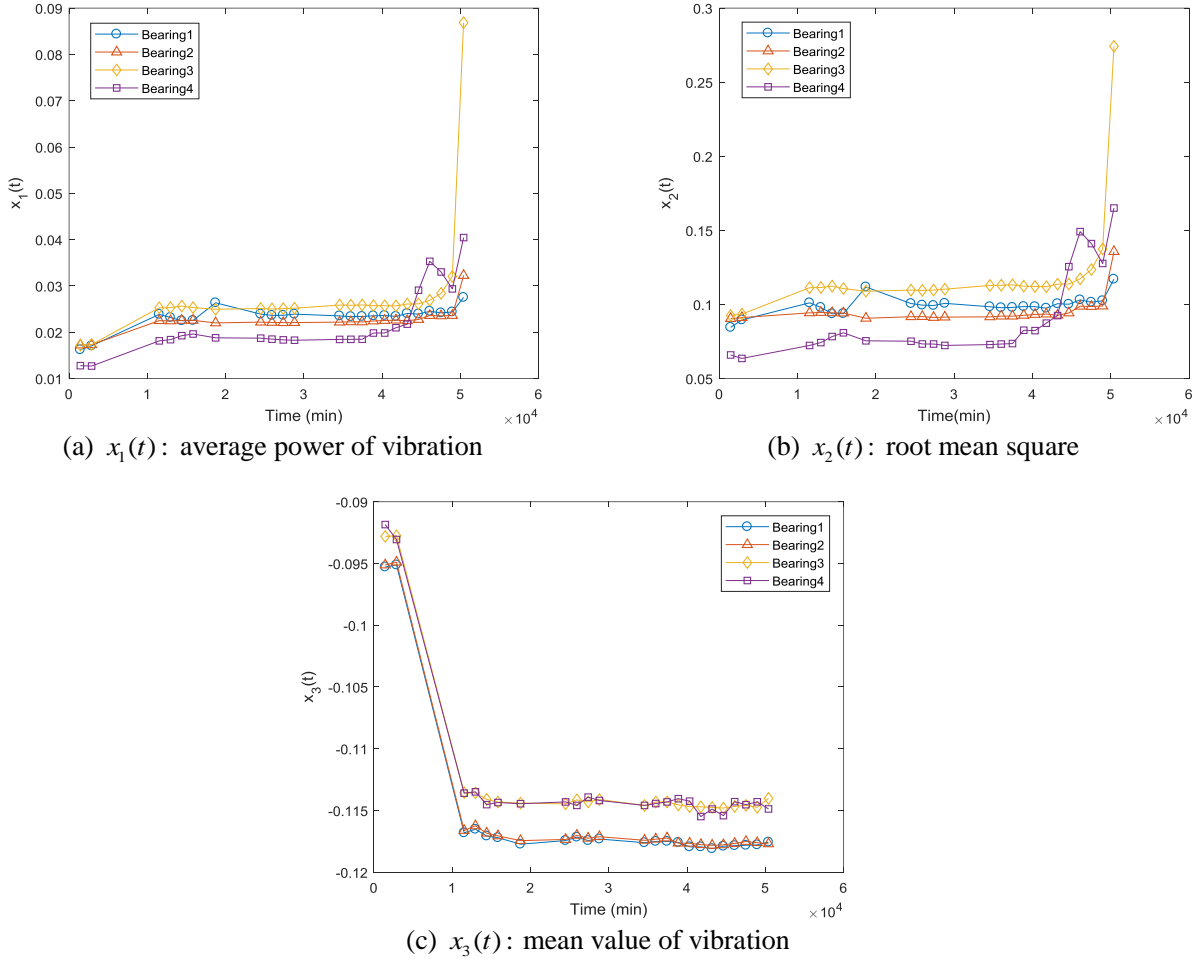 0.09
0.08
0.07
0.06
0.05
0.04
0.03
0.02
0.01
x1(t)
Bearing1
Bearing2
Bearing3
Bearing4
0 1 2 3 4 5 6
Time (min)
×10^4
(a) x1(t): average power of vibration
0.3
0.25
0.2
0.15
0.1
0.05
x2(t)
Bearing1
Bearing2
Bearing3
Bearing4
0 1 2 3 4 5 6
Time(min)
×10^4
(b) x2(t): root mean square
-0.09
-0.095
-0.1
-0.105
-0.11
-0.115
-0.12
x3(t)
Bearing1
Bearing2
Bearing3
Bearing4
0 1 2 3 4 5 6
Time (min)
×10^4
(c) x3(t): mean value of vibration